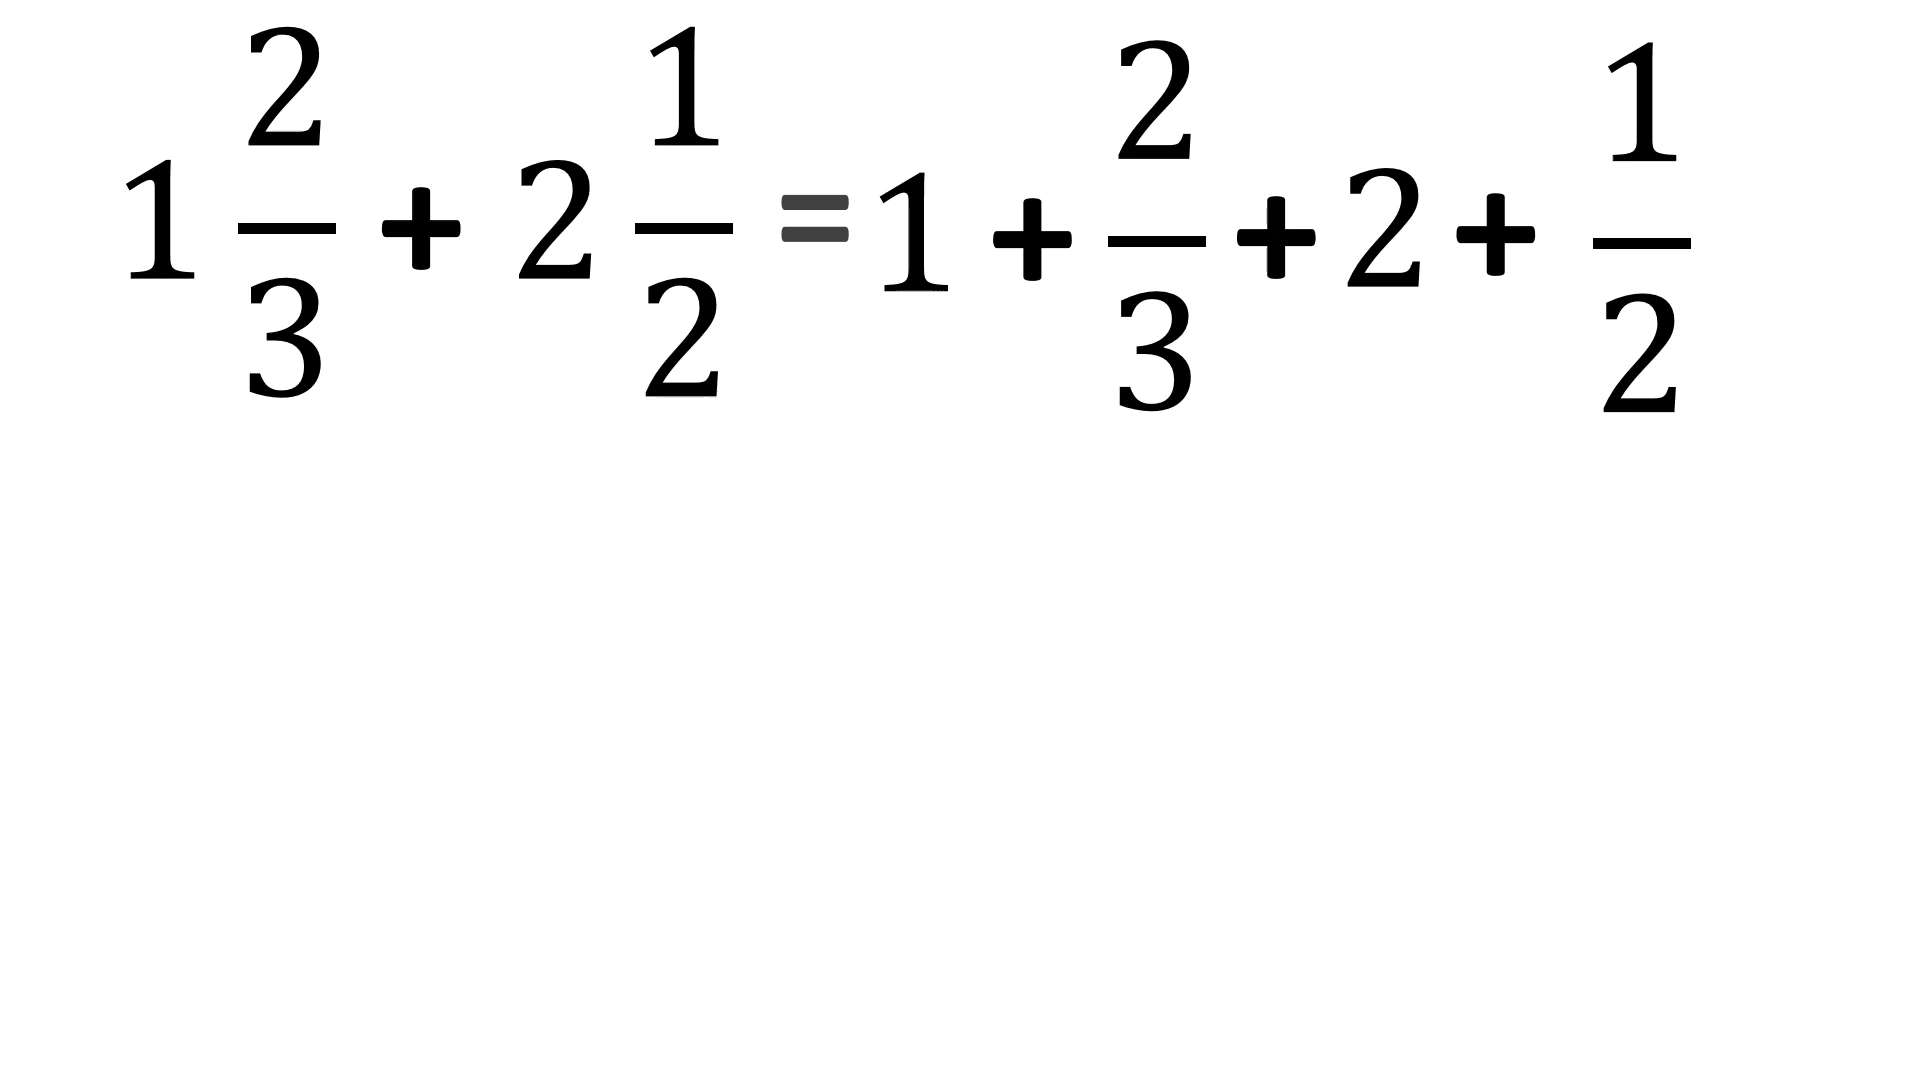 1 2/3 + 2 1/2 = 1 + 2/3 + 2 + 1/2